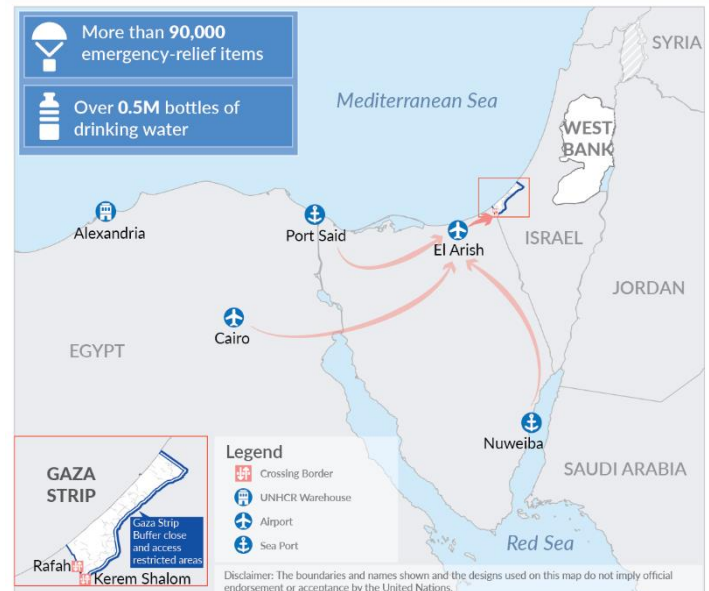 More than 90,000
emergency-relief items
Over 0.5M bottles of
drinking water
SYRIA
Mediterranean Sea
WEST
BANK
Alexandria
Port Said
El Arish
ISRAEL
JORDAN
Cairo
EGYPT
Nuweiba
SAUDI ARABIA
Red Sea
GAZA
STRIP
Gaza Strip
Buffer close
and access
restricted areas
Rafah
Kerem Shalom
Legend
Crossing Border
UNHCR Warehouse
Airport
Sea Port
Disclaimer: The boundaries and names shown and the designs used on this map do not imply official
endorsement or acceptance by the United Nations.